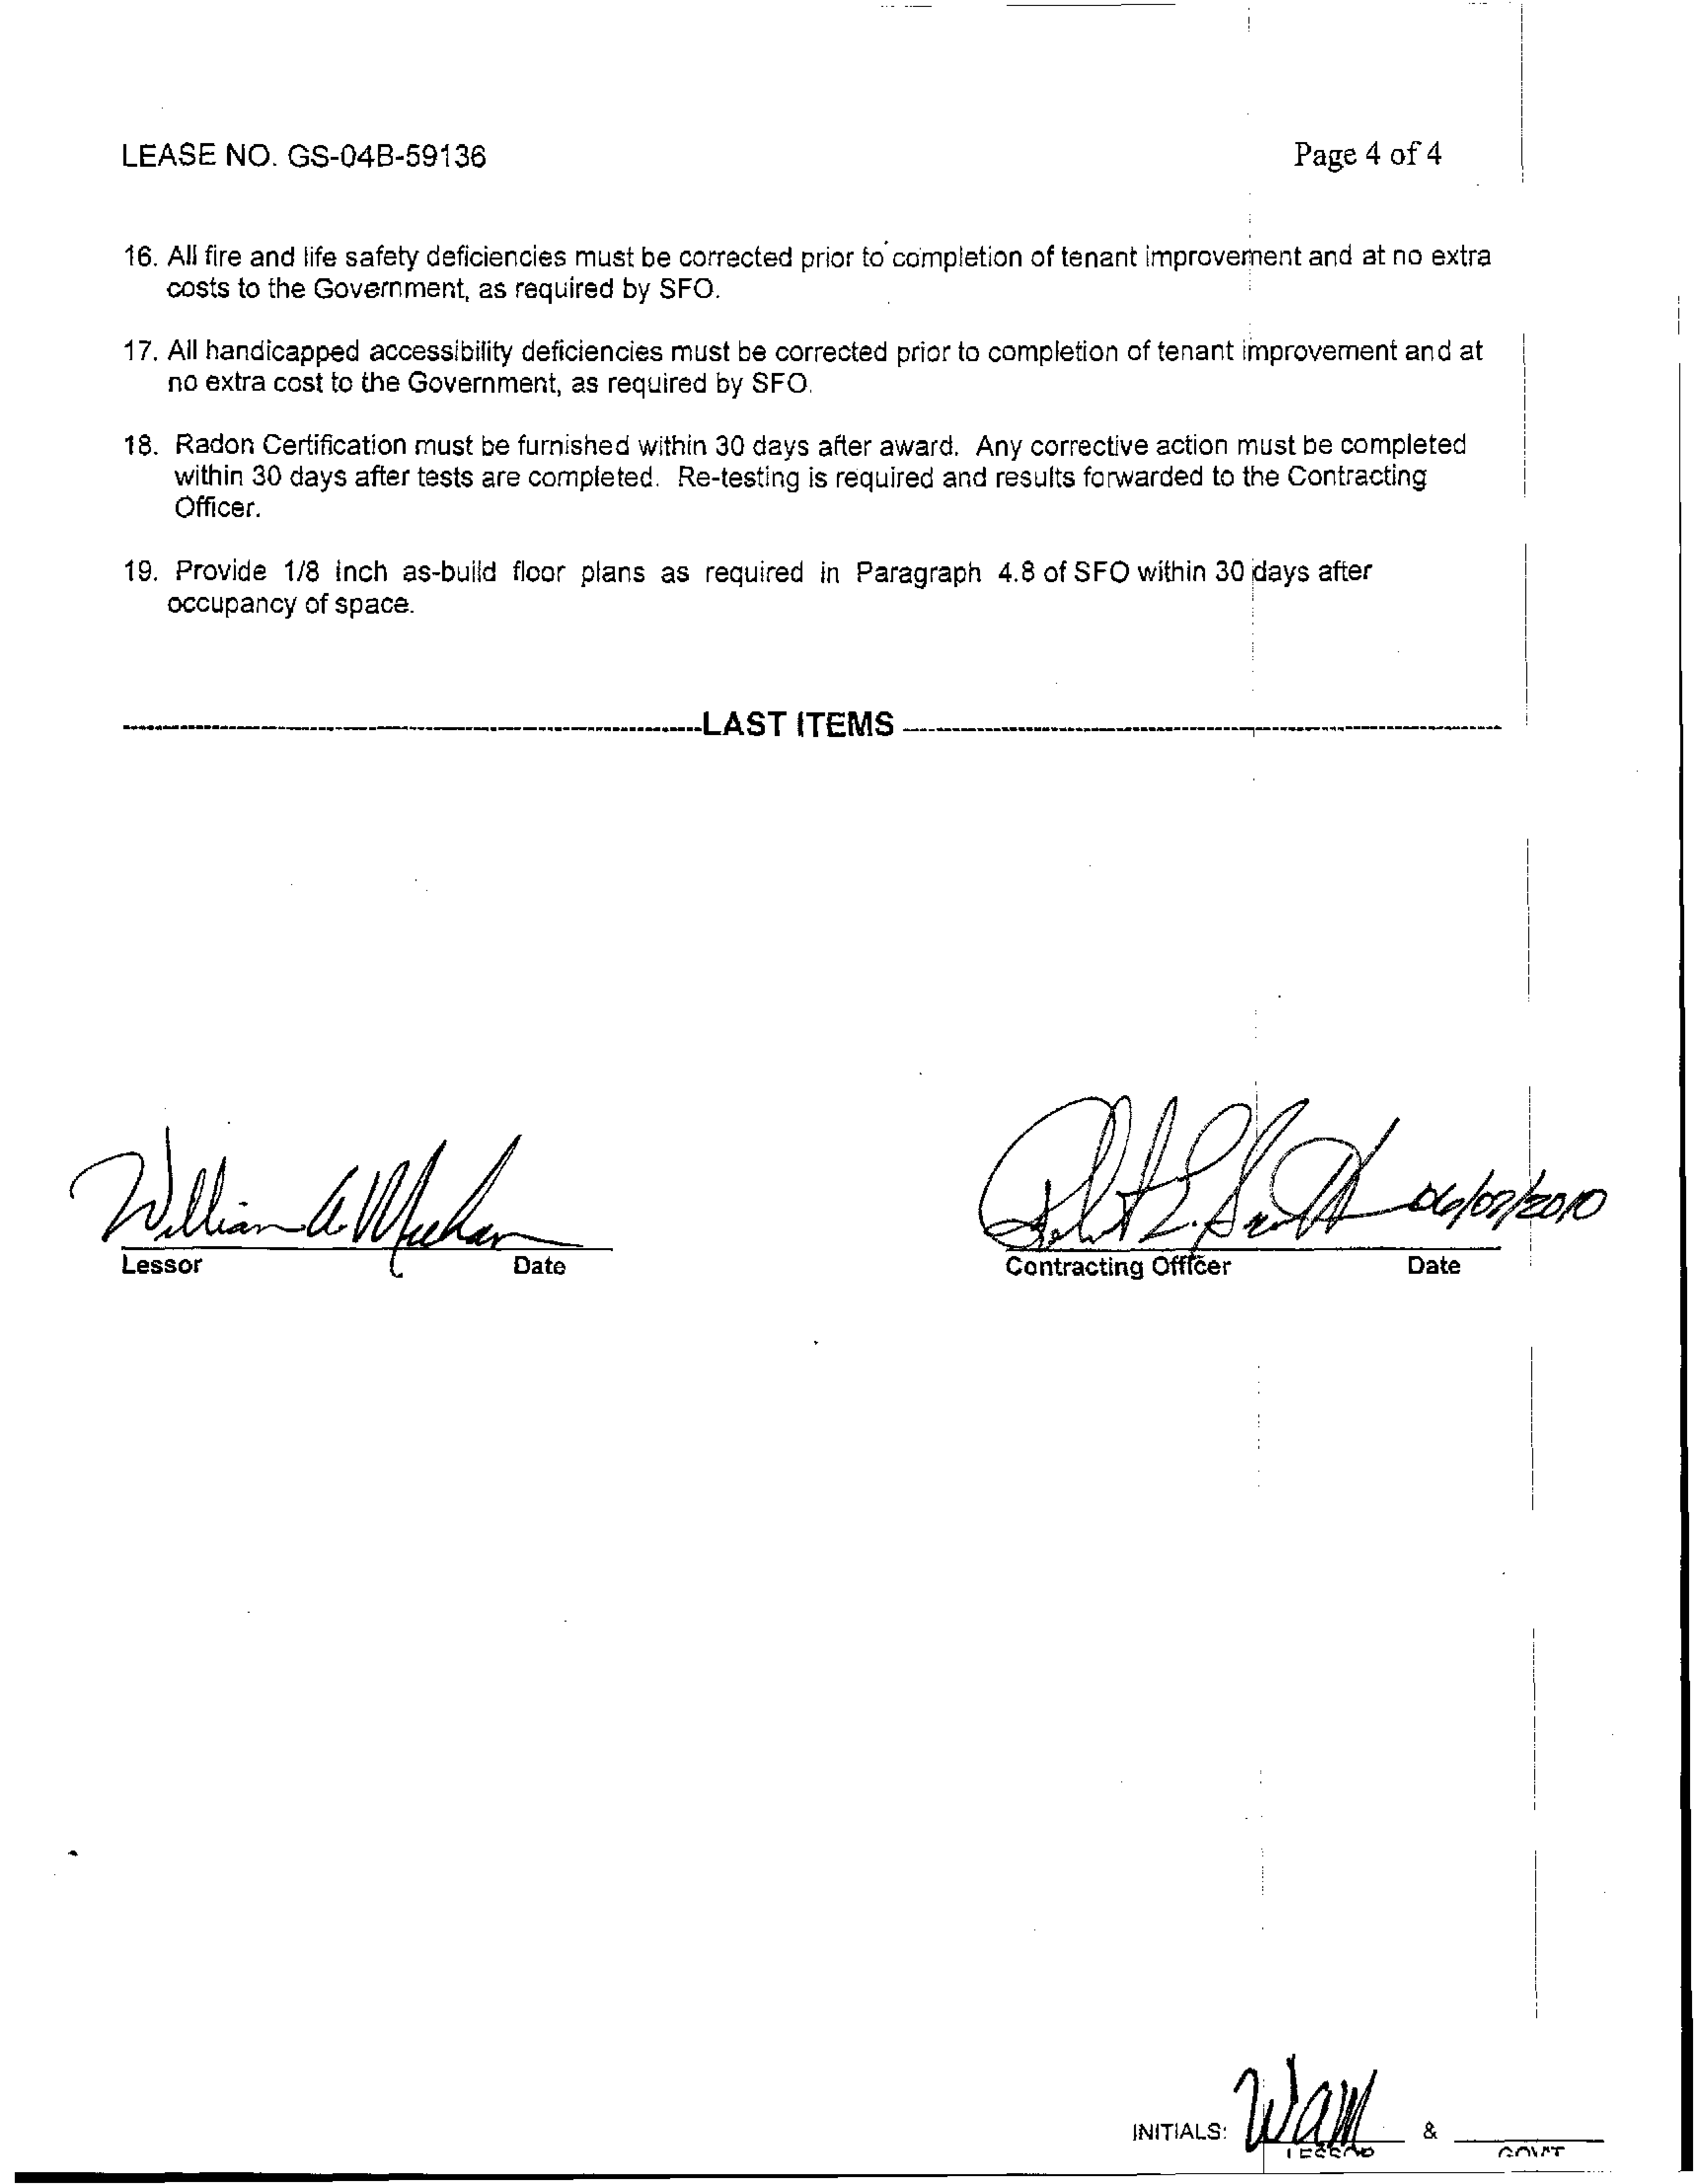 LEASE NO. GS-04B-59136
Page 4 of 4
16. All fire and life safety deficiencies must be corrected prior to completion of tenant improvement and at no extra
costs to the Government, as required by SFO.
17. All handicapped accessibility deficiencies must be corrected prior to completion of tenant improvement and at
no extra cost to the Government, as required by SFO.
18. Radon Certification must be furnished within 30 days after award. Any corrective action must be completed
within 30 days after tests are completed. Re-testing is required and results forwarded to the Contracting
Officer.
19. Provide 1/8 inch as-build floor plans as required in Paragraph 4.8 of SFO within 30 days after
occupancy of space.
LAST ITEMS
William A. Meehan
Lessor Date
06/02/2010
Contracting Officer Date
INITIALS: WAM &
LESSOR GOV'T